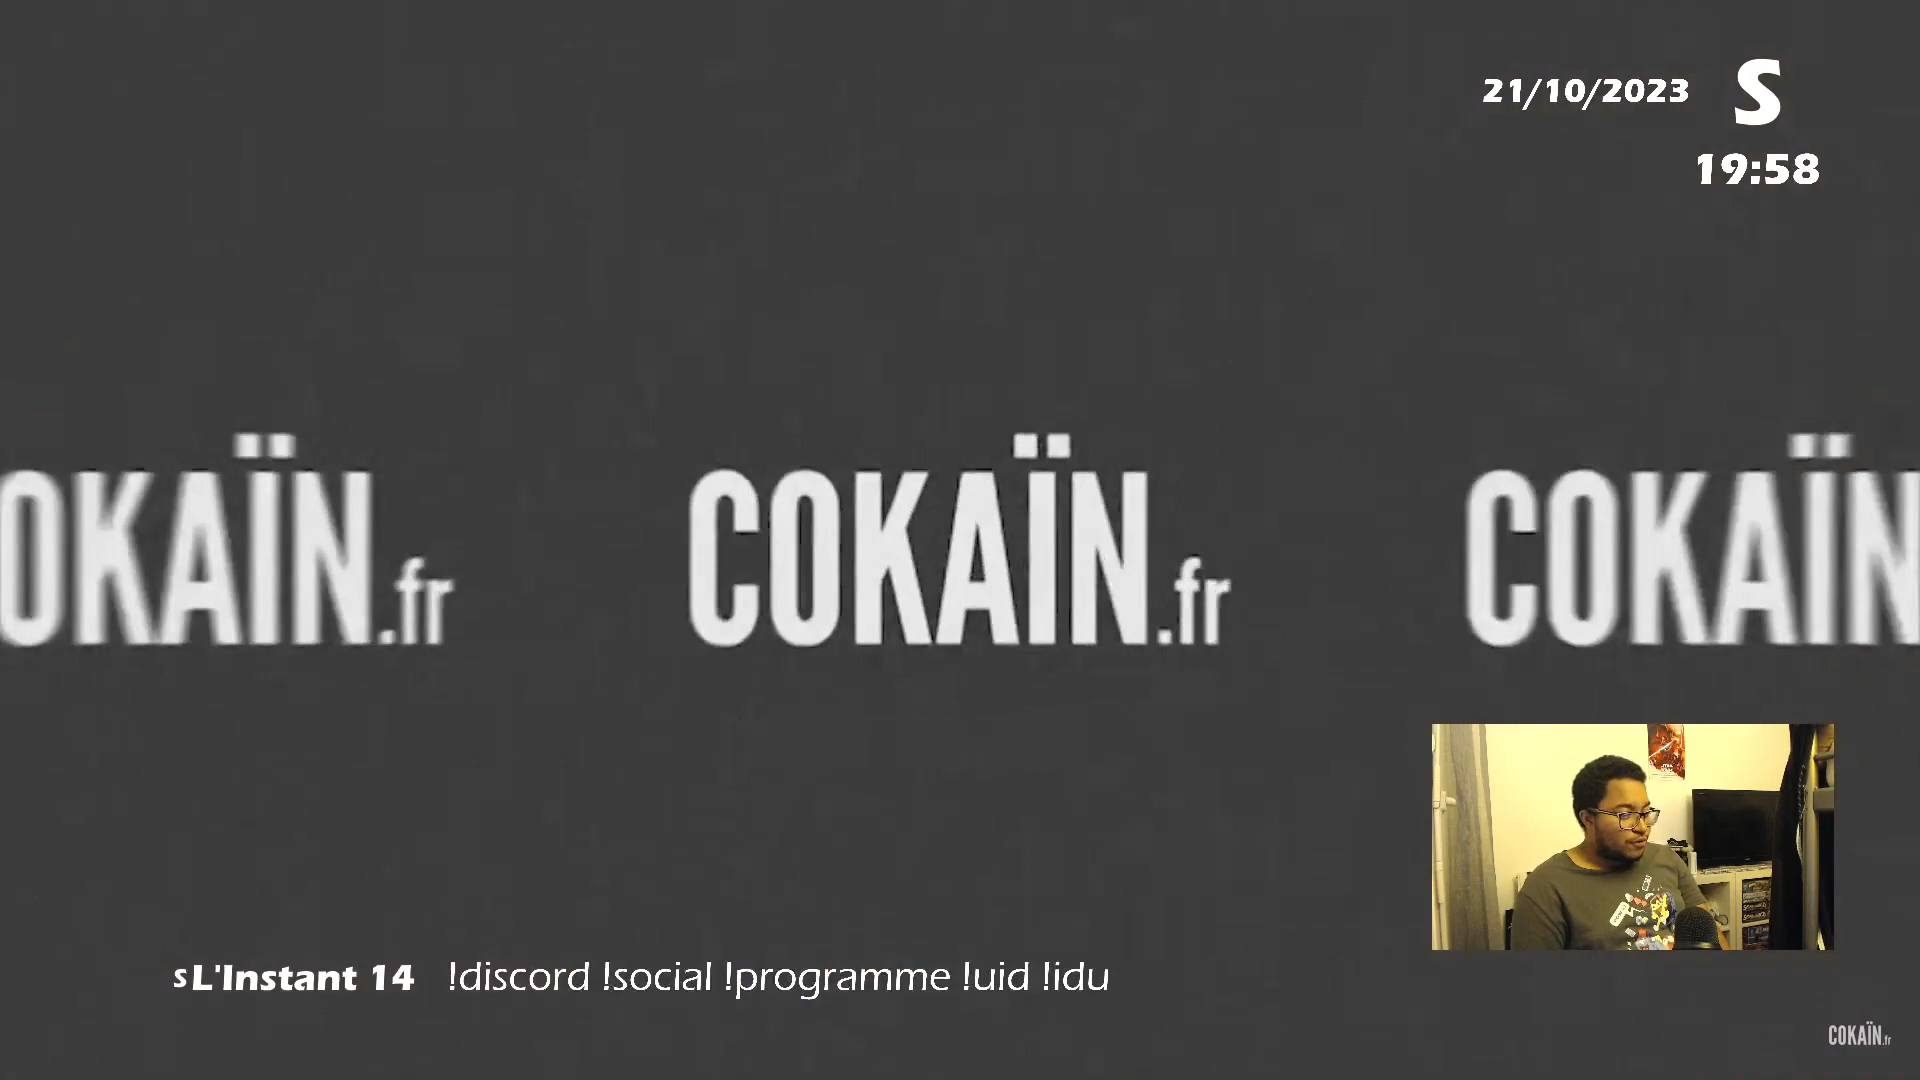 21/10/2023 S
19:58
OKAÏN.fr COKAÏN.fr COKAÏN
sL'Instant 14 !discord !social !programme !uid !idu
COKAÏN.fr